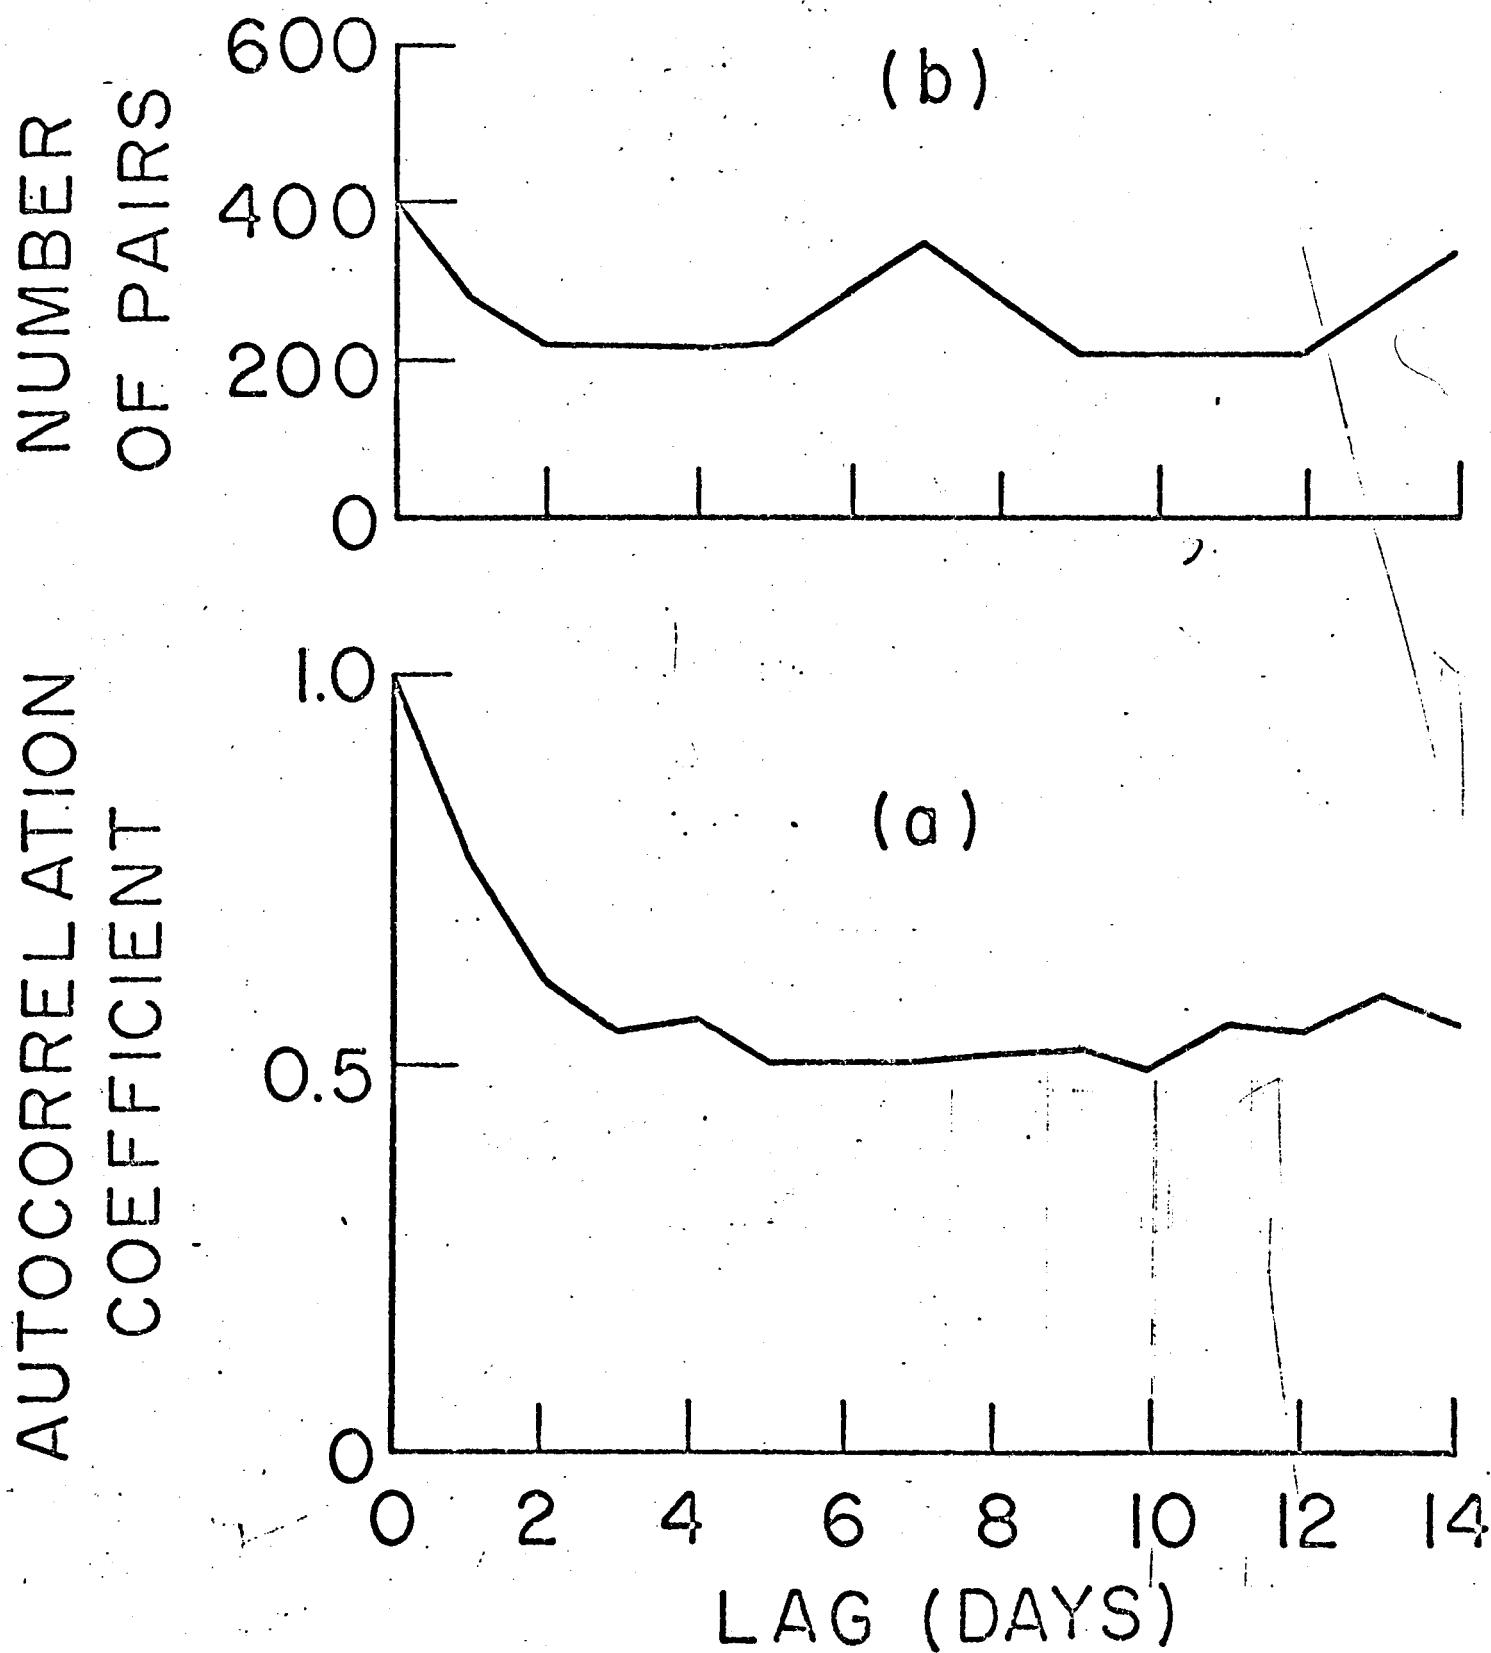 NUMBER
OF PAIRS
600
400
200
0
(b)
AUTOCORRELATION
COEFFICIENT
1.0
0.5
0
(a)
0 2 4 6 8 10 12 14
LAG (DAYS)